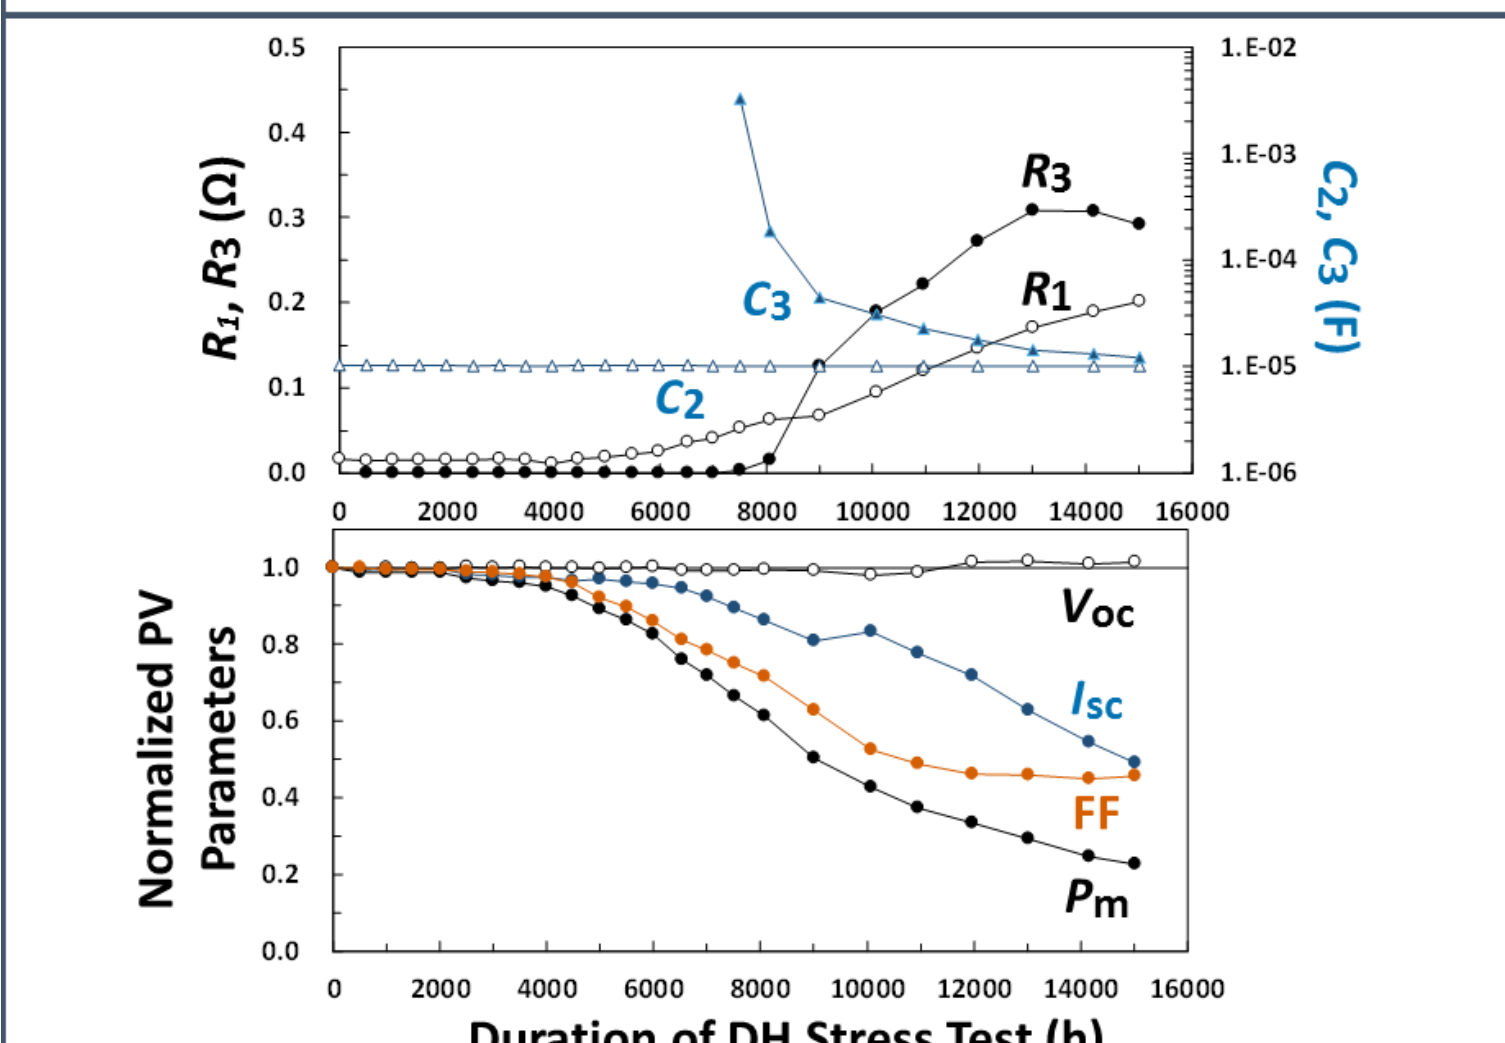 0.5
0.4
0.3
0.2
0.1
0.0
R1, R3 (Ω)
1.E-02
1.E-03
1.E-04
1.E-05
1.E-06
C2, C3 (F)
R3
R1
C3
C2
0 2000 4000 6000 8000 10000 12000 14000 16000
1.0
0.8
0.6
0.4
0.2
0.0
Normalized PV
Parameters
Voc
Isc
FF
Pm
0 2000 4000 6000 8000 10000 12000 14000 16000
Duration of DH Stress Test (h)